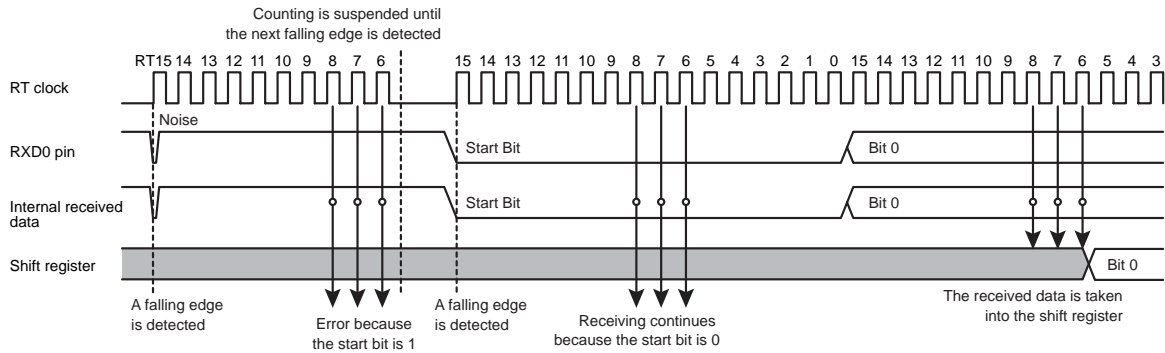 Counting is suspended until
the next falling edge is detected
RT15 14 13 12 11 10 9 8 7 6 15 14 13 12 11 10 9 8 7 6 5 4 3 2 1 0 15 14 13 12 11 10 9 8 7 6 5 4 3
RT clock
Noise
RXD0 pin
Start Bit
Bit 0
Internal received
data
Start Bit
Bit 0
Shift register
Bit 0
A falling edge
is detected
Error because
the start bit is 1
A falling edge
is detected
Receiving continues
because the start bit is 0
The received data is taken
into the shift register